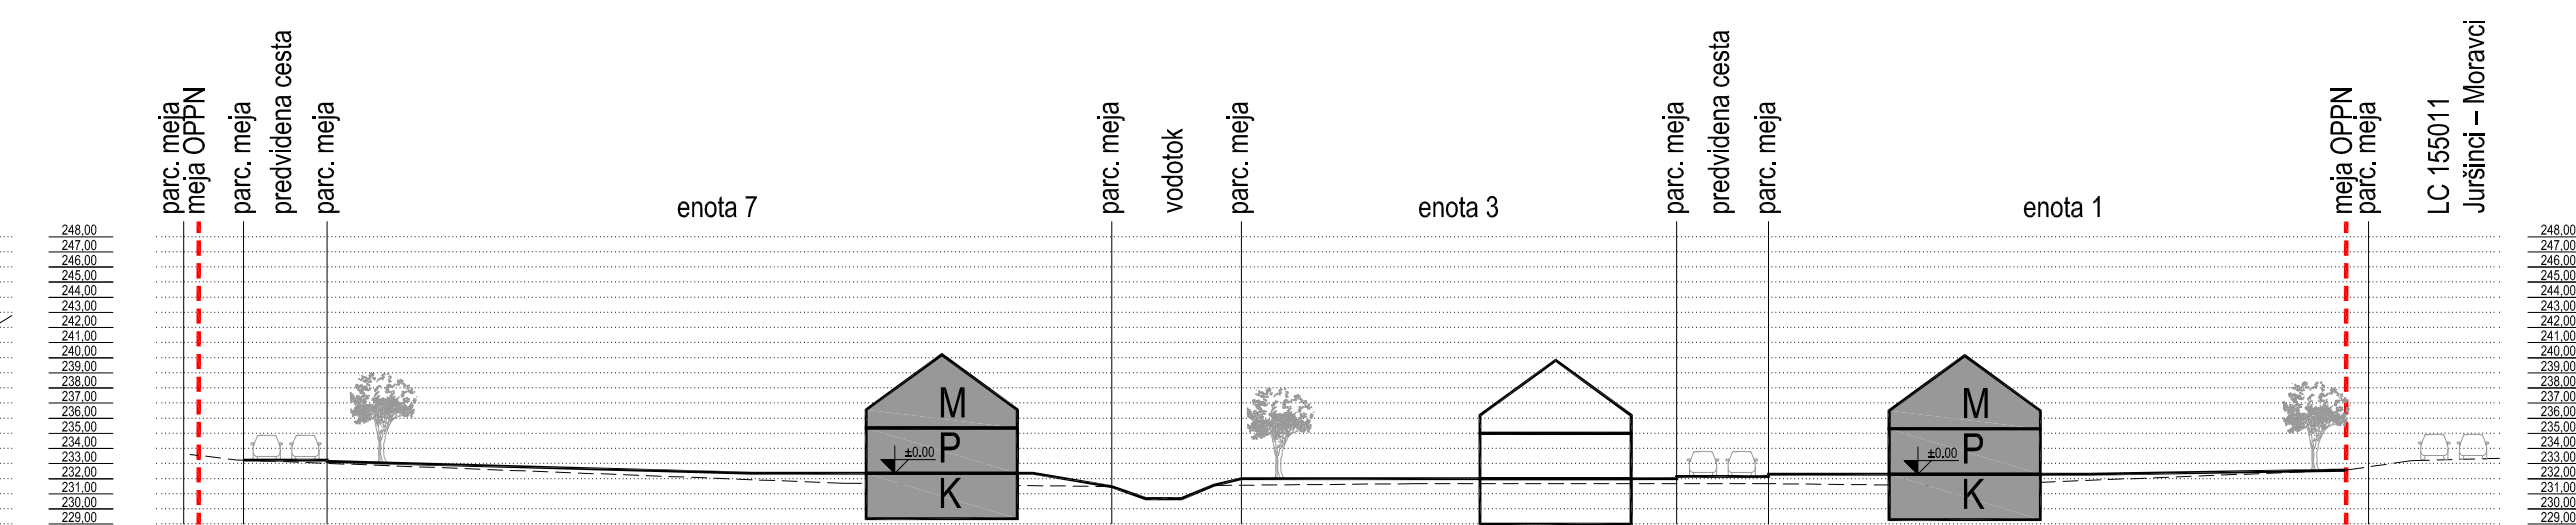 parc. meja
meja OPPN
parc. meja
predvidena cesta
parc. meja
enota 7
parc. meja
vodotok
parc. meja
enota 3
parc. meja
predvidena cesta
parc. meja
enota 1
meja OPPN
parc. meja
LC 155011
Juršinci – Moravci
248,00
247,00
246,00
245,00
244,00
243,00
242,00
241,00
240,00
239,00
238,00
237,00
236,00
235,00
234,00
233,00
232,00
231,00
230,00
229,00
M
P
±0.00
K
M
P
±0.00
K
248,00
247,00
246,00
245,00
244,00
243,00
242,00
241,00
240,00
239,00
238,00
237,00
236,00
235,00
234,00
233,00
232,00
231,00
230,00
229,00